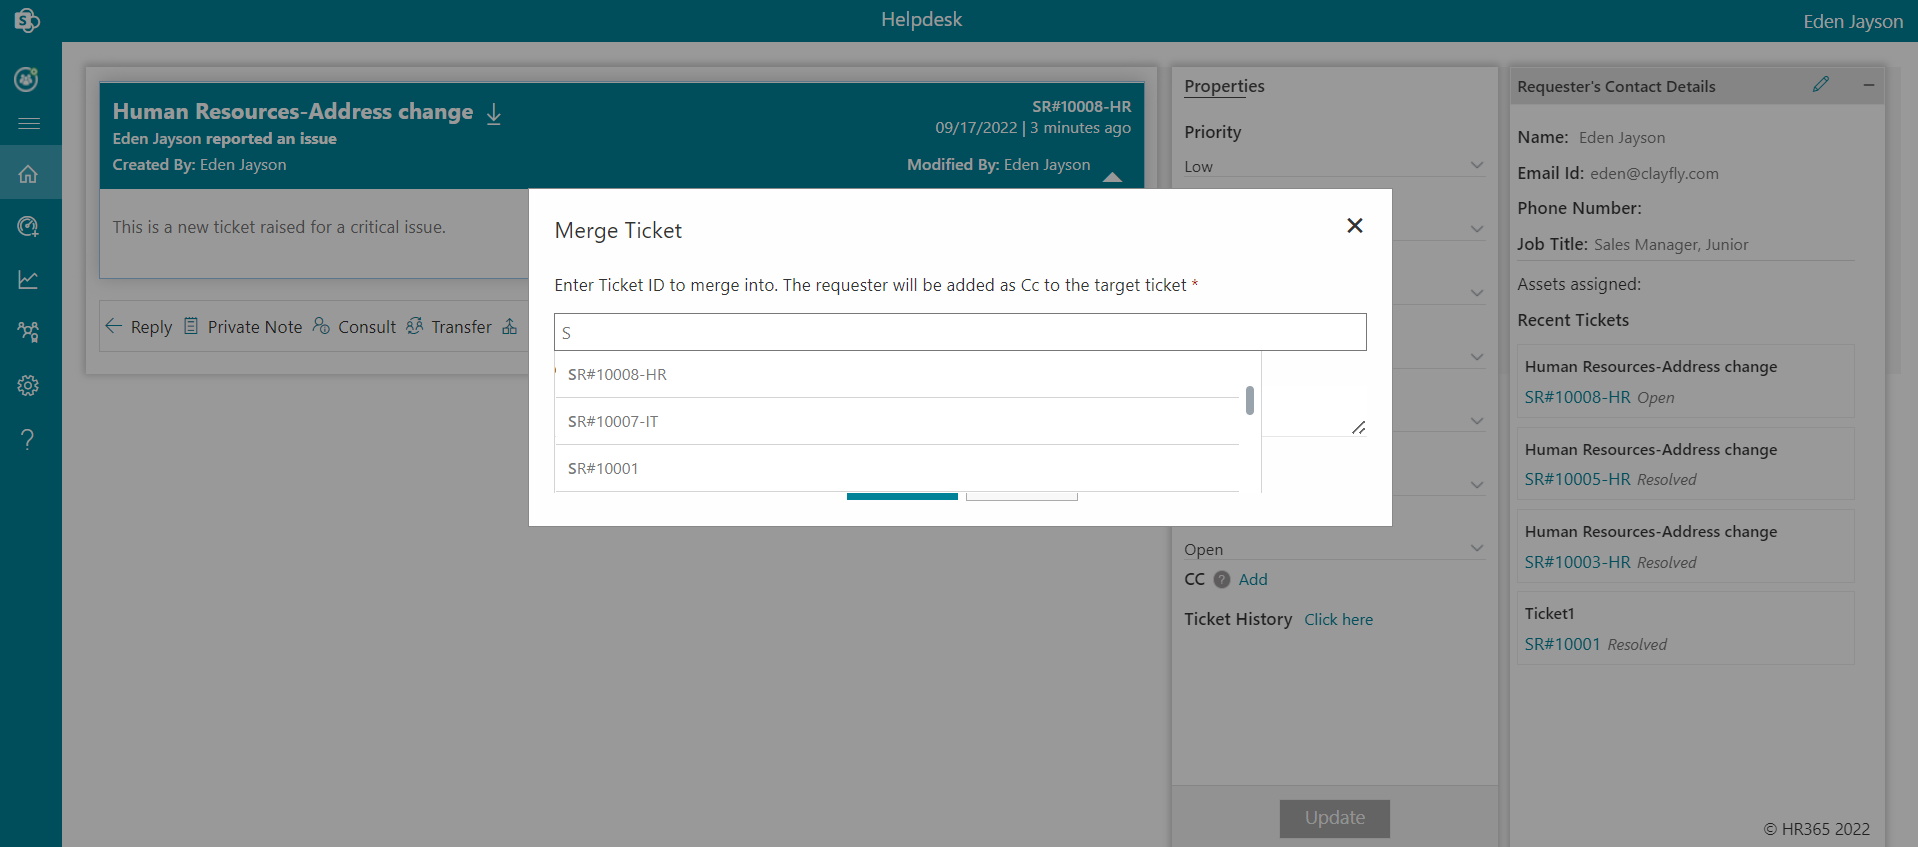 Helpdesk
Eden Jayson
Human Resources-Address change
SR#10008-HR
Eden Jayson reported an issue
09/17/2022 | 3 minutes ago
Created By: Eden Jayson
Modified By: Eden Jayson
This is a new ticket raised for a critical issue.
Reply
Private Note
Consult
Transfer
Merge Ticket
Enter Ticket ID to merge into. The requester will be added as Cc to the target ticket *
S
SR#10008-HR
SR#10007-IT
SR#10001
Properties
Priority
Low
Open
CC ? Add
Ticket History Click here
Update
Requester's Contact Details
Name: Eden Jayson
Email Id: eden@clayfly.com
Phone Number:
Job Title: Sales Manager, Junior
Assets assigned:
Recent Tickets
Human Resources-Address change
SR#10008-HR Open
Human Resources-Address change
SR#10005-HR Resolved
Human Resources-Address change
SR#10003-HR Resolved
Ticket1
SR#10001 Resolved
© HR365 2022